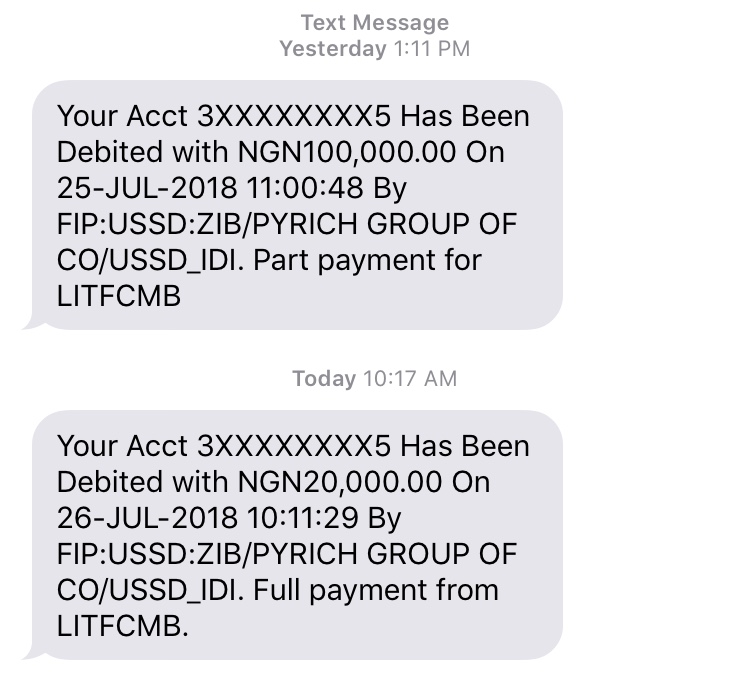 Text Message
Yesterday 1:11 PM
Your Acct 3XXXXXXXX5 Has Been
Debited with NGN100,000.00 On
25-JUL-2018 11:00:48 By
FIP:USSD:ZIB/PYRICH GROUP OF
CO/USSD_IDI. Part payment for
LITFCMB
Today 10:17 AM
Your Acct 3XXXXXXXX5 Has Been
Debited with NGN20,000.00 On
26-JUL-2018 10:11:29 By
FIP:USSD:ZIB/PYRICH GROUP OF
CO/USSD_IDI. Full payment from
LITFCMB.